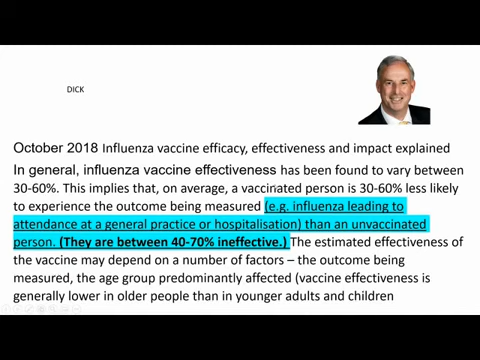 DICK
October 2018 Influenza vaccine efficacy, effectiveness and impact explained
In general, influenza vaccine effectiveness has been found to vary between
30-60%. This implies that, on average, a vaccinated person is 30-60% less likely
to experience the outcome being measured (e.g. influenza leading to
attendance at a general practice or hospitalisation) than an unvaccinated
person. (They are between 40-70% ineffective.) The estimated effectiveness of
the vaccine may depend on a number of factors – the outcome being
measured, the age group predominantly affected (vaccine effectiveness is
generally lower in older people than in younger adults and children